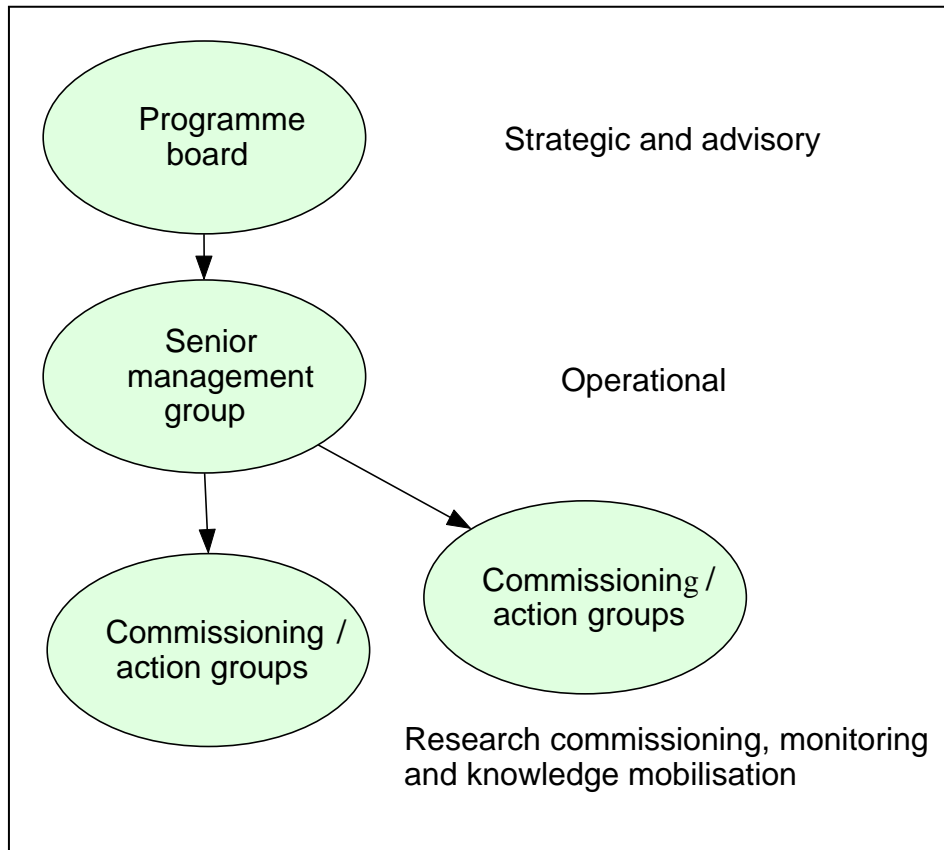 Programme
board
Strategic and advisory
Senior
management
group
Operational
Commissioning /
action groups
Commissioning /
action groups
Research commissioning, monitoring
and knowledge mobilisation